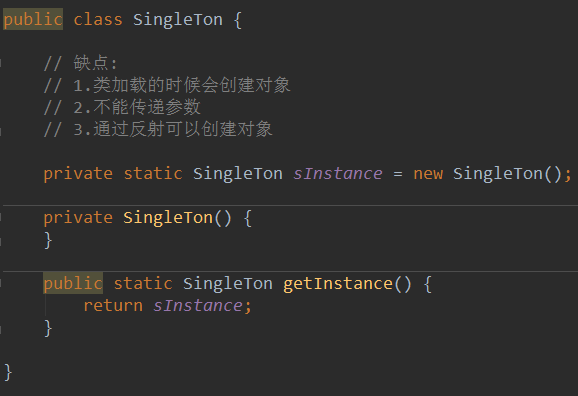 public class SingleTon {
// 缺点:
// 1.类加载的时候会创建对象
// 2.不能传递参数
// 3.通过反射可以创建对象
private static SingleTon sInstance = new SingleTon();
private SingleTon() {
}
public static SingleTon getInstance() {
return sInstance;
}
}